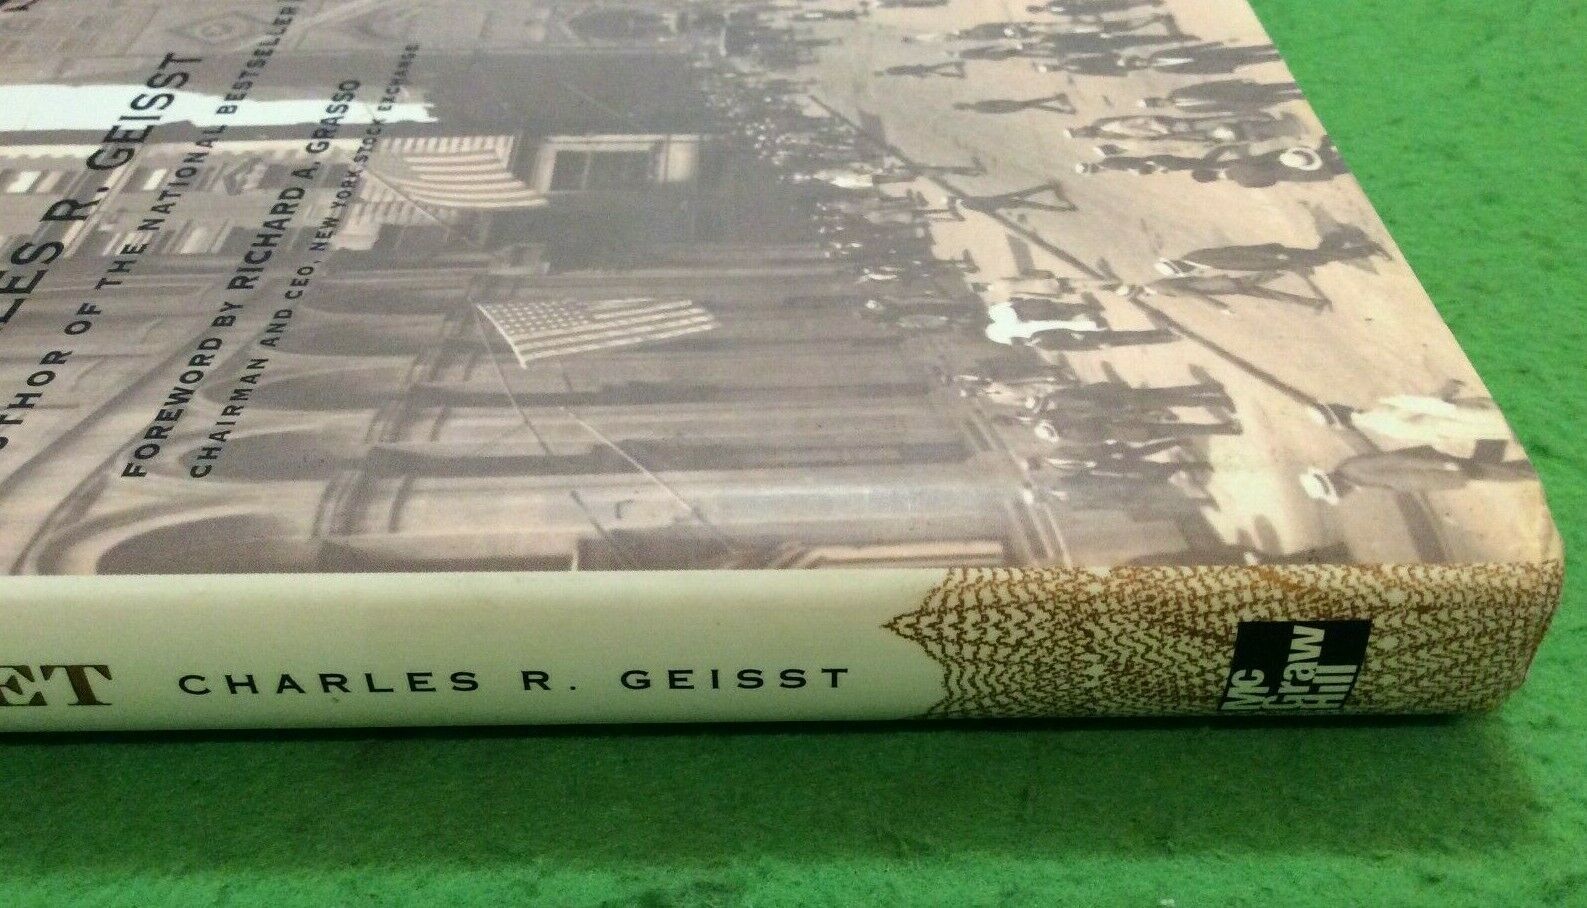 LES R. GEISST
THOR OF THE NATIONAL BESTSELLER
FOREWORD BY RICHARD A. GRASSO
CHAIRMAN AND CEO, NEW YORK STOCK EXCHANGE
ET CHARLES R. GEISST
Mc
Graw
Hill